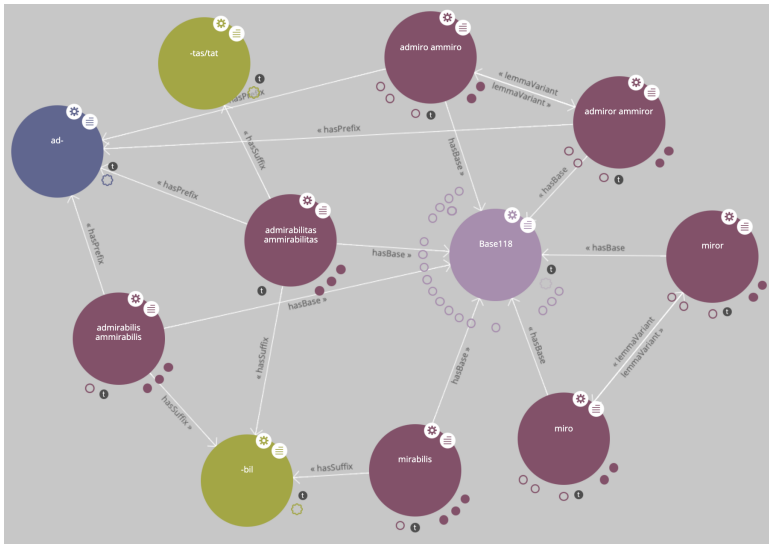 -tas/tat
admiro ammiro
« lemmaVariant
lemmaVariant »
admiror ammiror
hasPrefix
« hasPrefix
ad-
t
t
t
t
« hasSuffix
hasBase »
« hasBase
« hasPrefix
admirabilitas
ammirabilitas
hasBase »
Base118
« hasBase
miror
« hasPrefix
t
t
hasBase »
t
admirabilis
ammirabilis
« hasSuffix
hasBase »
« hasBase
« lemmaVariant
lemmaVariant »
t
hasSuffix »
miro
-bil
« hasSuffix
mirabilis
t
t
t